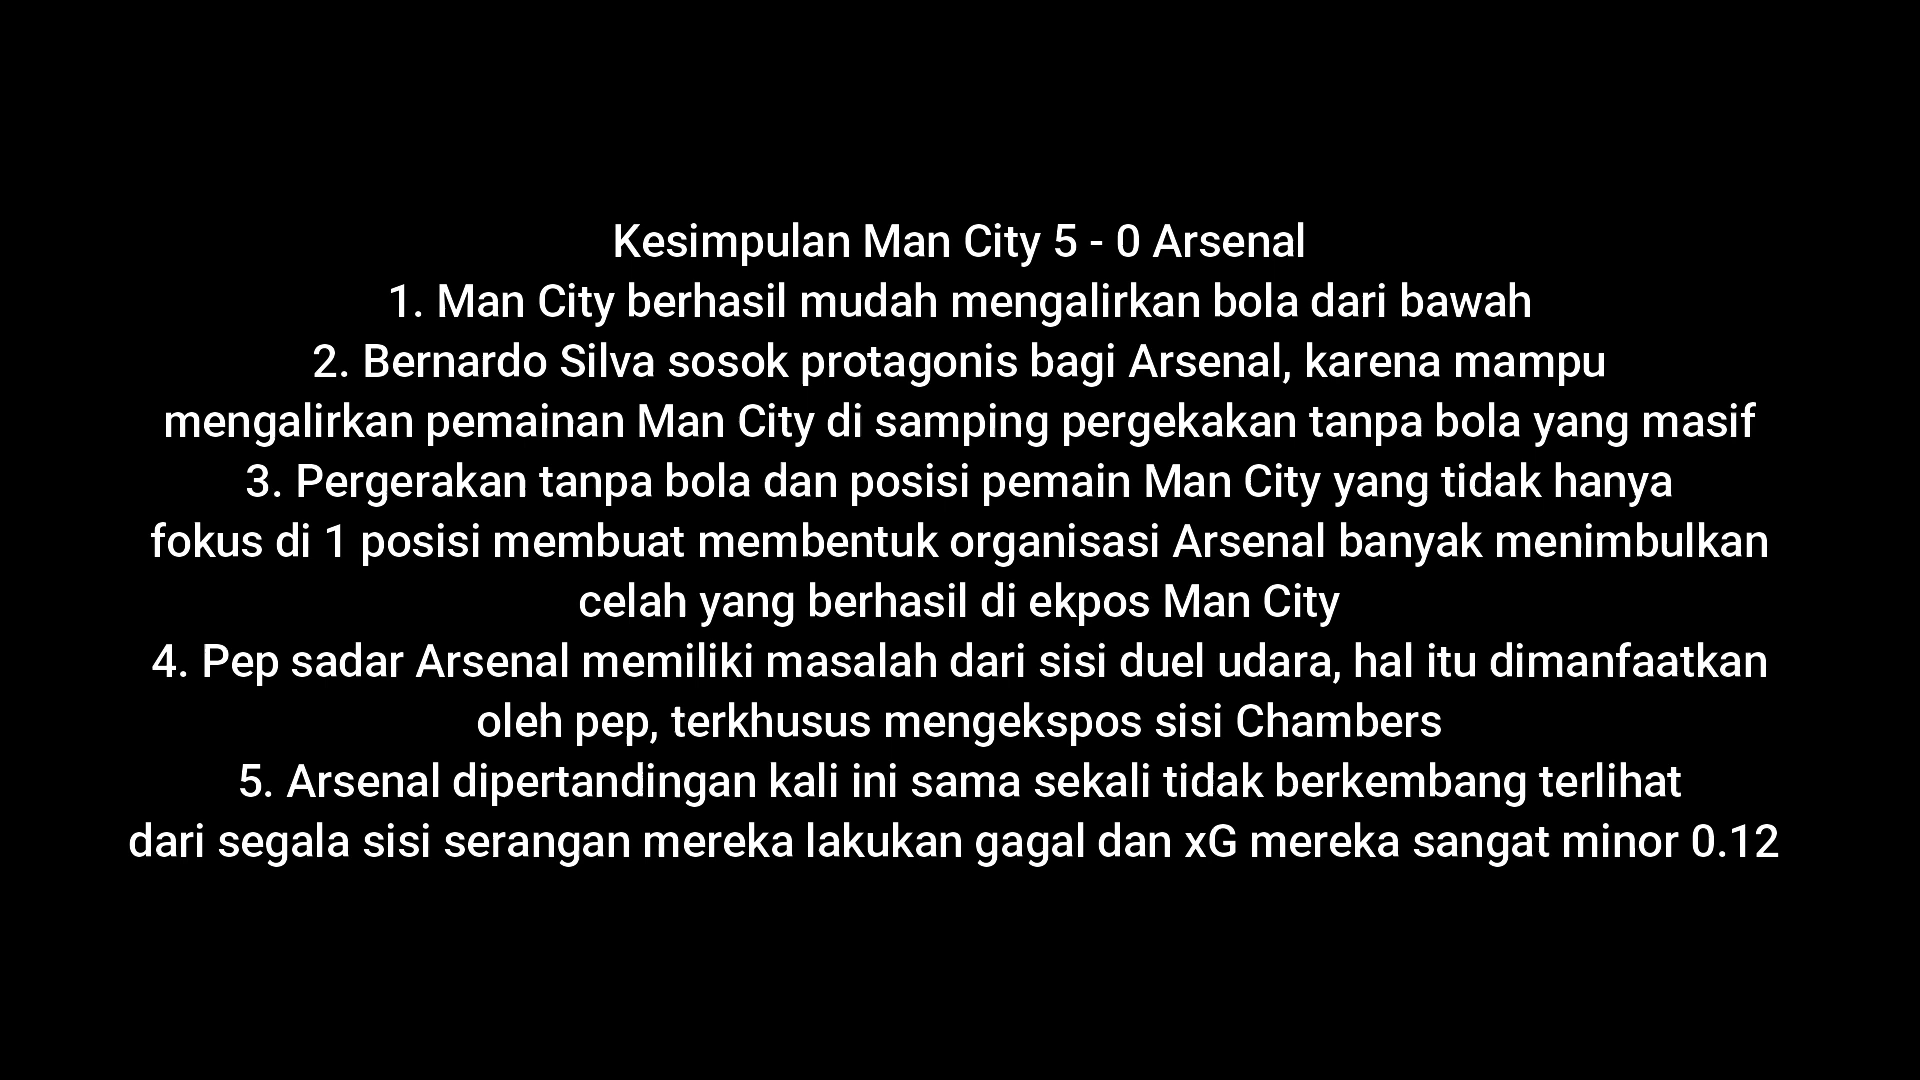 Kesimpulan Man City 5 - 0 Arsenal
1. Man City berhasil mudah mengalirkan bola dari bawah
2. Bernardo Silva sosok protagonis bagi Arsenal, karena mampu
mengalirkan pemainan Man City di samping pergekakan tanpa bola yang masif
3. Pergerakan tanpa bola dan posisi pemain Man City yang tidak hanya
fokus di 1 posisi membuat membentuk organisasi Arsenal banyak menimbulkan
celah yang berhasil di ekpos Man City
4. Pep sadar Arsenal memiliki masalah dari sisi duel udara, hal itu dimanfaatkan
oleh pep, terkhusus mengekspos sisi Chambers
5. Arsenal dipertandingan kali ini sama sekali tidak berkembang terlihat
dari segala sisi serangan mereka lakukan gagal dan xG mereka sangat minor 0.12